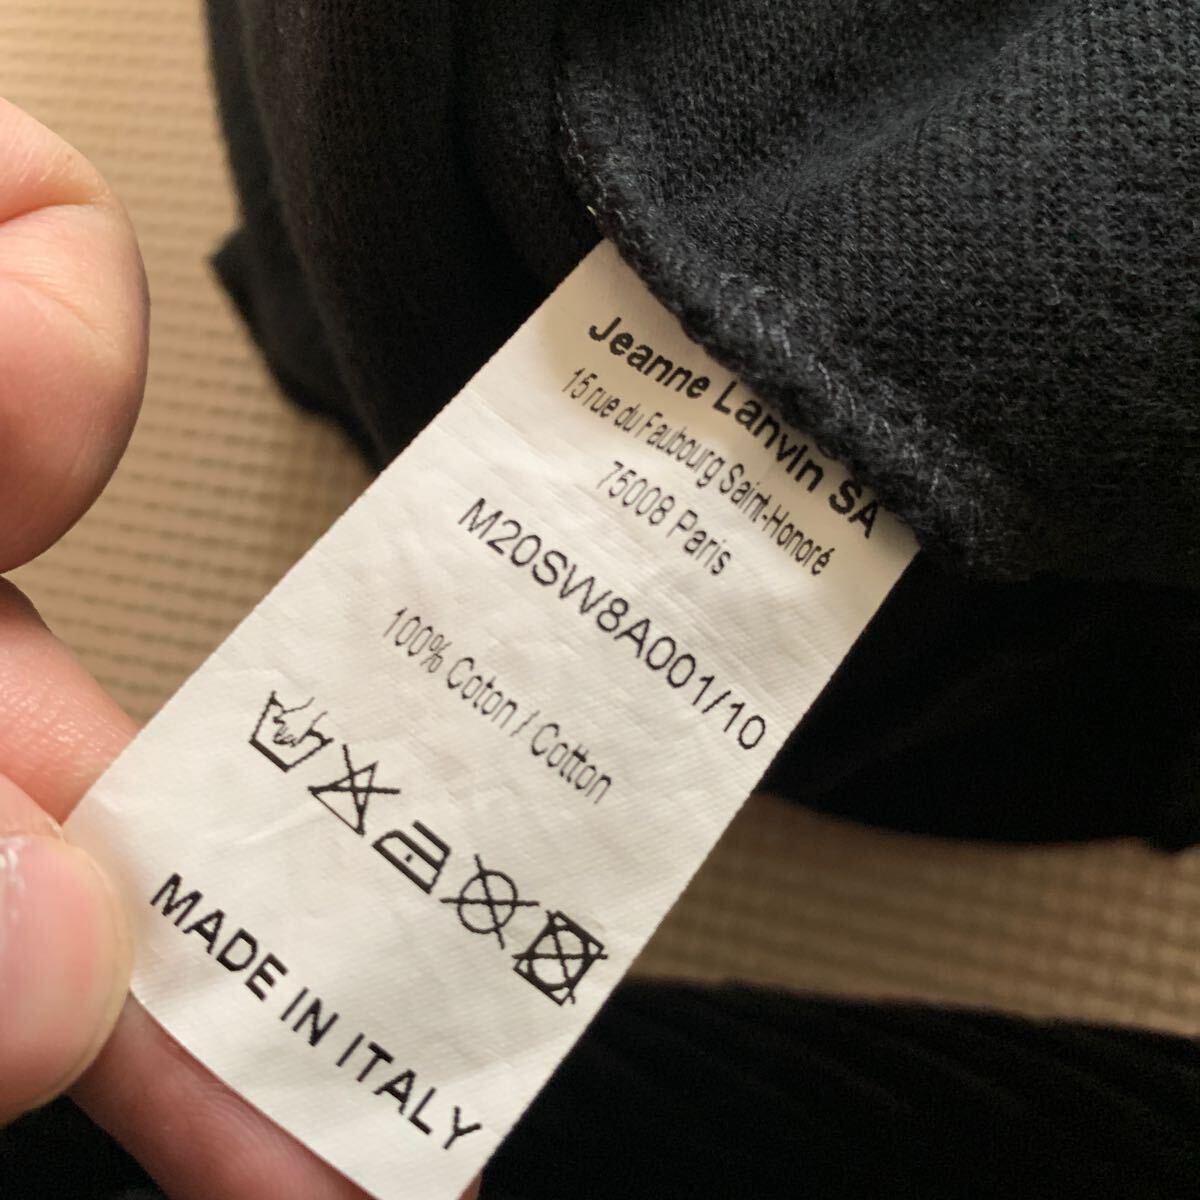 Jeanne Lanvin SA
15 rue du Faubourg Saint-Honoré
75008 Paris
M20SW8A001/10
100% Coton / Cotton
MADE IN ITALY